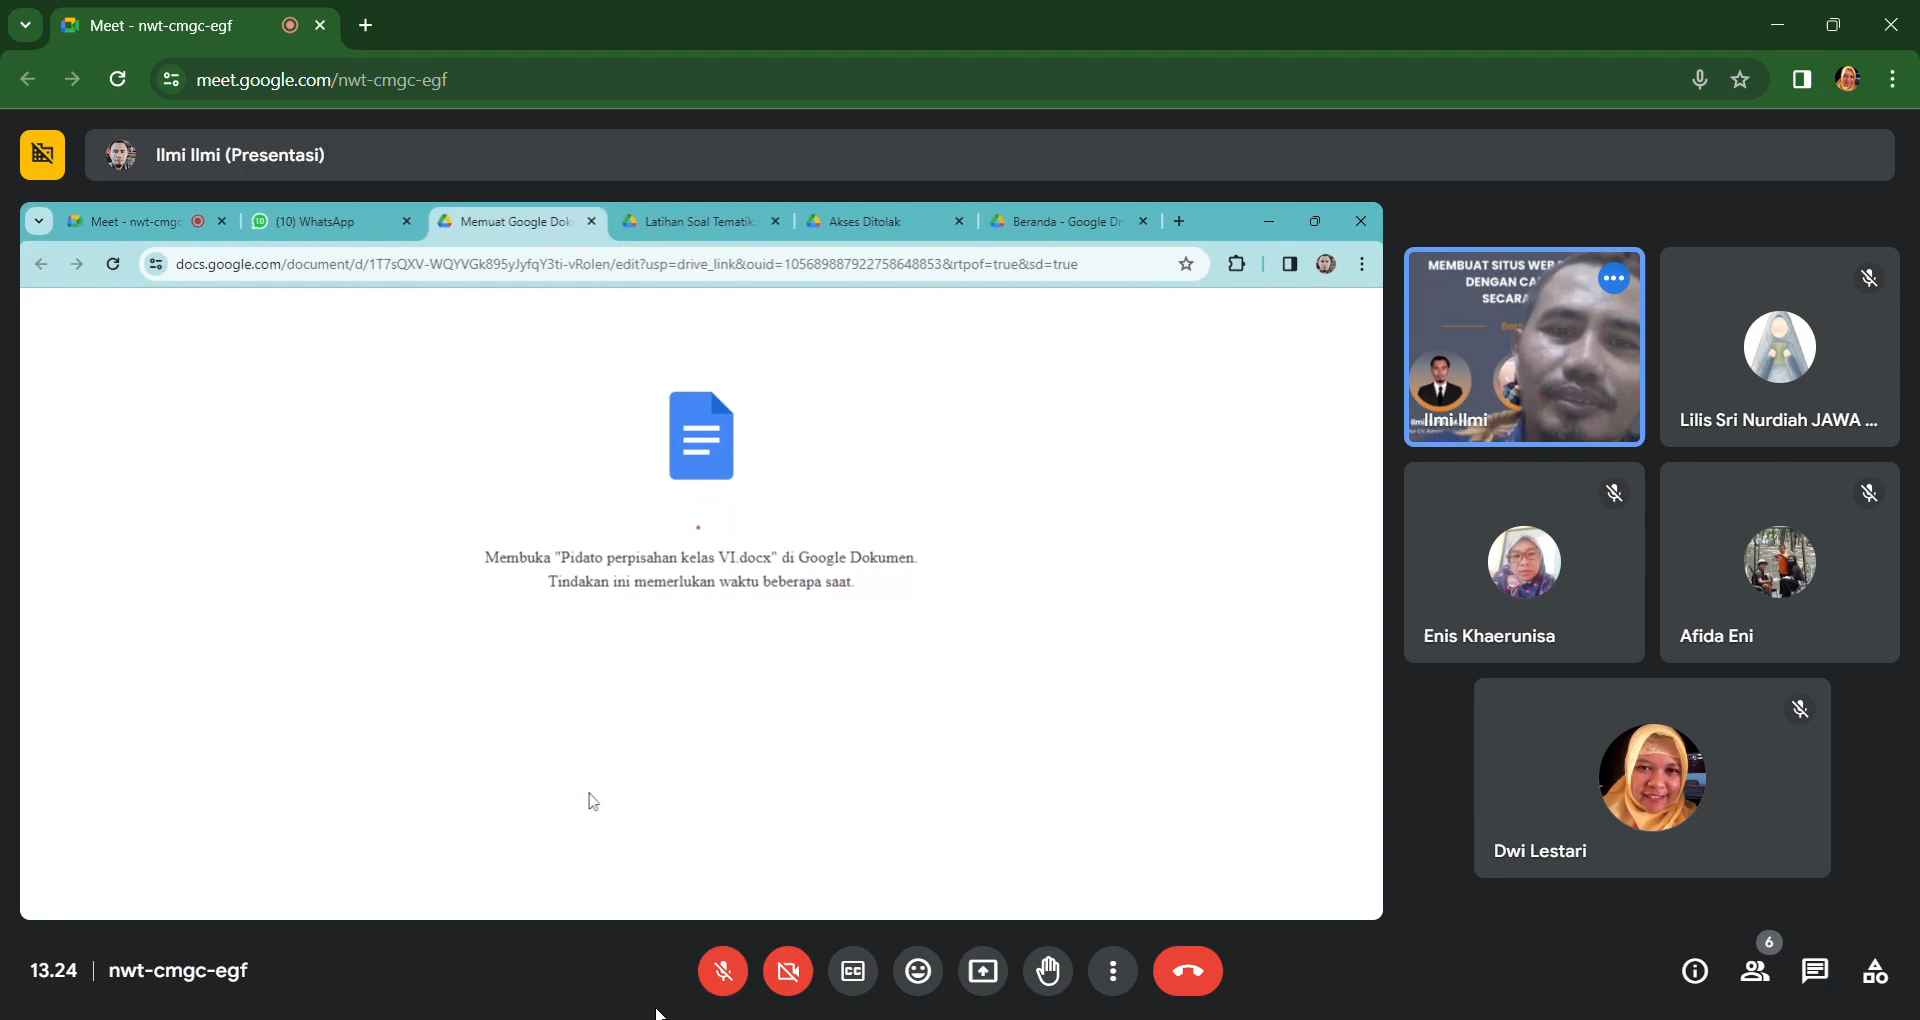 Meet - nwt-cmgc-egf
meet.google.com/nwt-cmgc-egf
Ilmi Ilmi (Presentasi)
Meet - nwt-cmgc
(10) WhatsApp
Memuat Google Dok
Latihan Soal Tematik
Akses Ditolak
Beranda - Google Dr
docs.google.com/document/d/1T7sQXV-WQYVGk895yJyfqY3ti-vRolen/edit?usp=drive_link&ouid=105689887922758648853&rtpof=true&sd=true
Membuka "Pidato perpisahan kelas VI.docx" di Google Dokumen.
Tindakan ini memerlukan waktu beberapa saat.
MEMBUAT SITUS WEB
DENGAN CA
SECARA
Ilmi Ilmi
Lilis Sri Nurdiah JAWA ...
Enis Khaerunisa
Afida Eni
Dwi Lestari
13.24
nwt-cmgc-egf
6